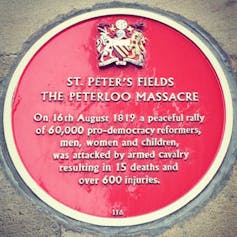 ST. PETER'S FIELDS
THE PETERLOO MASSACRE
On 16th August 1819 a peaceful rally
of 60,000 pro-democracy reformers,
men, women and children,
was attacked by armed cavalry
resulting in 15 deaths and
over 600 injuries.